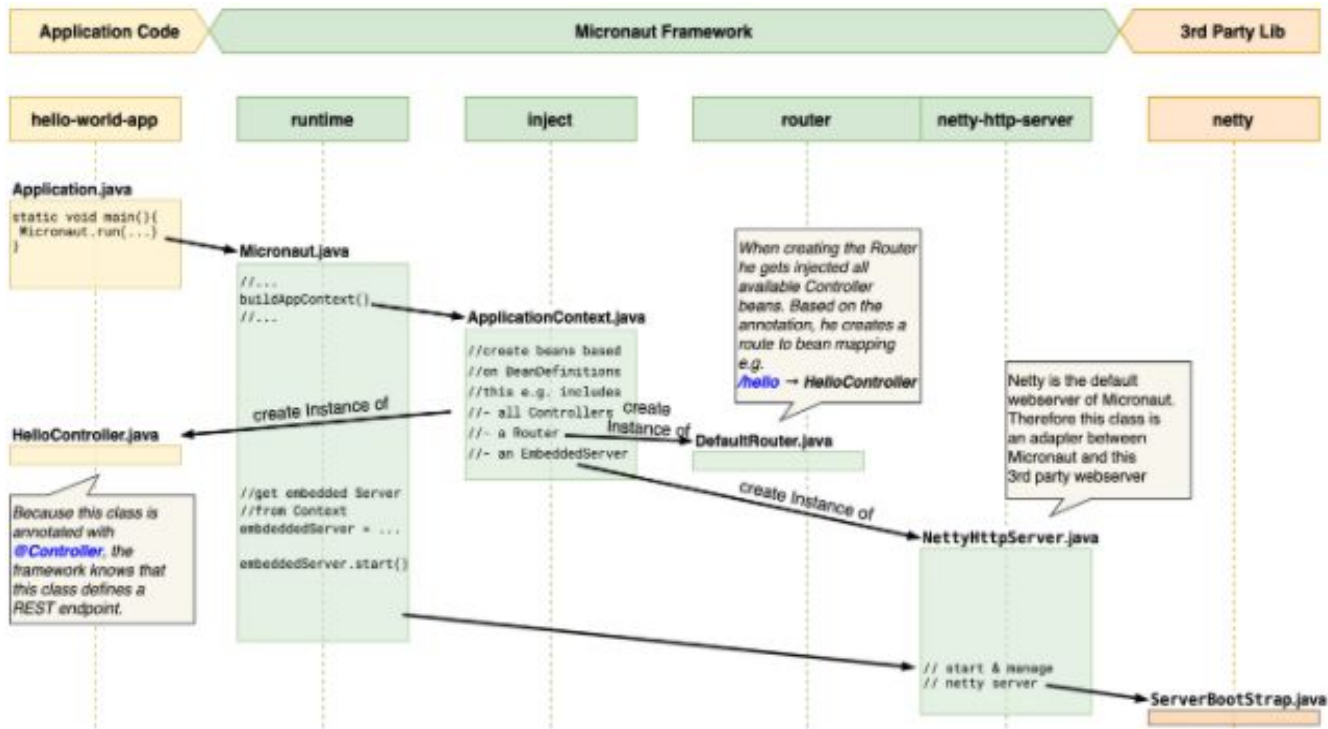 Application Code
Micronaut Framework
3rd Party Lib
hello-world-app
runtime
inject
router
netty-http-server
netty
Application.java
static void main(){
Micronaut.run(...)
}
Micronaut.java
//...
buildAppContext()
//...
ApplicationContext.java
//create beans based
//on BeanDefinitions
//this e.g. includes
//- all Controllers
//- a Router
//- an EmbeddedServer
When creating the Router
he gets injected all
available Controller
beans. Based on the
annotation, he creates a
route to bean mapping
e.g.
/hello → HelloController
Netty is the default
webserver of Micronaut.
Therefore this class is
an adapter between
Micronaut and this
3rd party webserver
create Instance of
create
Instance of
create Instance of
HelloController.java
DefaultRouter.java
Because this class is
annotated with
@Controller, the
framework knows that
this class defines a
REST endpoint.
//get embedded Server
//from Context
embdeddedServer = ...
embeddedServer.start()
NettyHttpServer.java
// start & manage
// netty server
ServerBootStrap.java